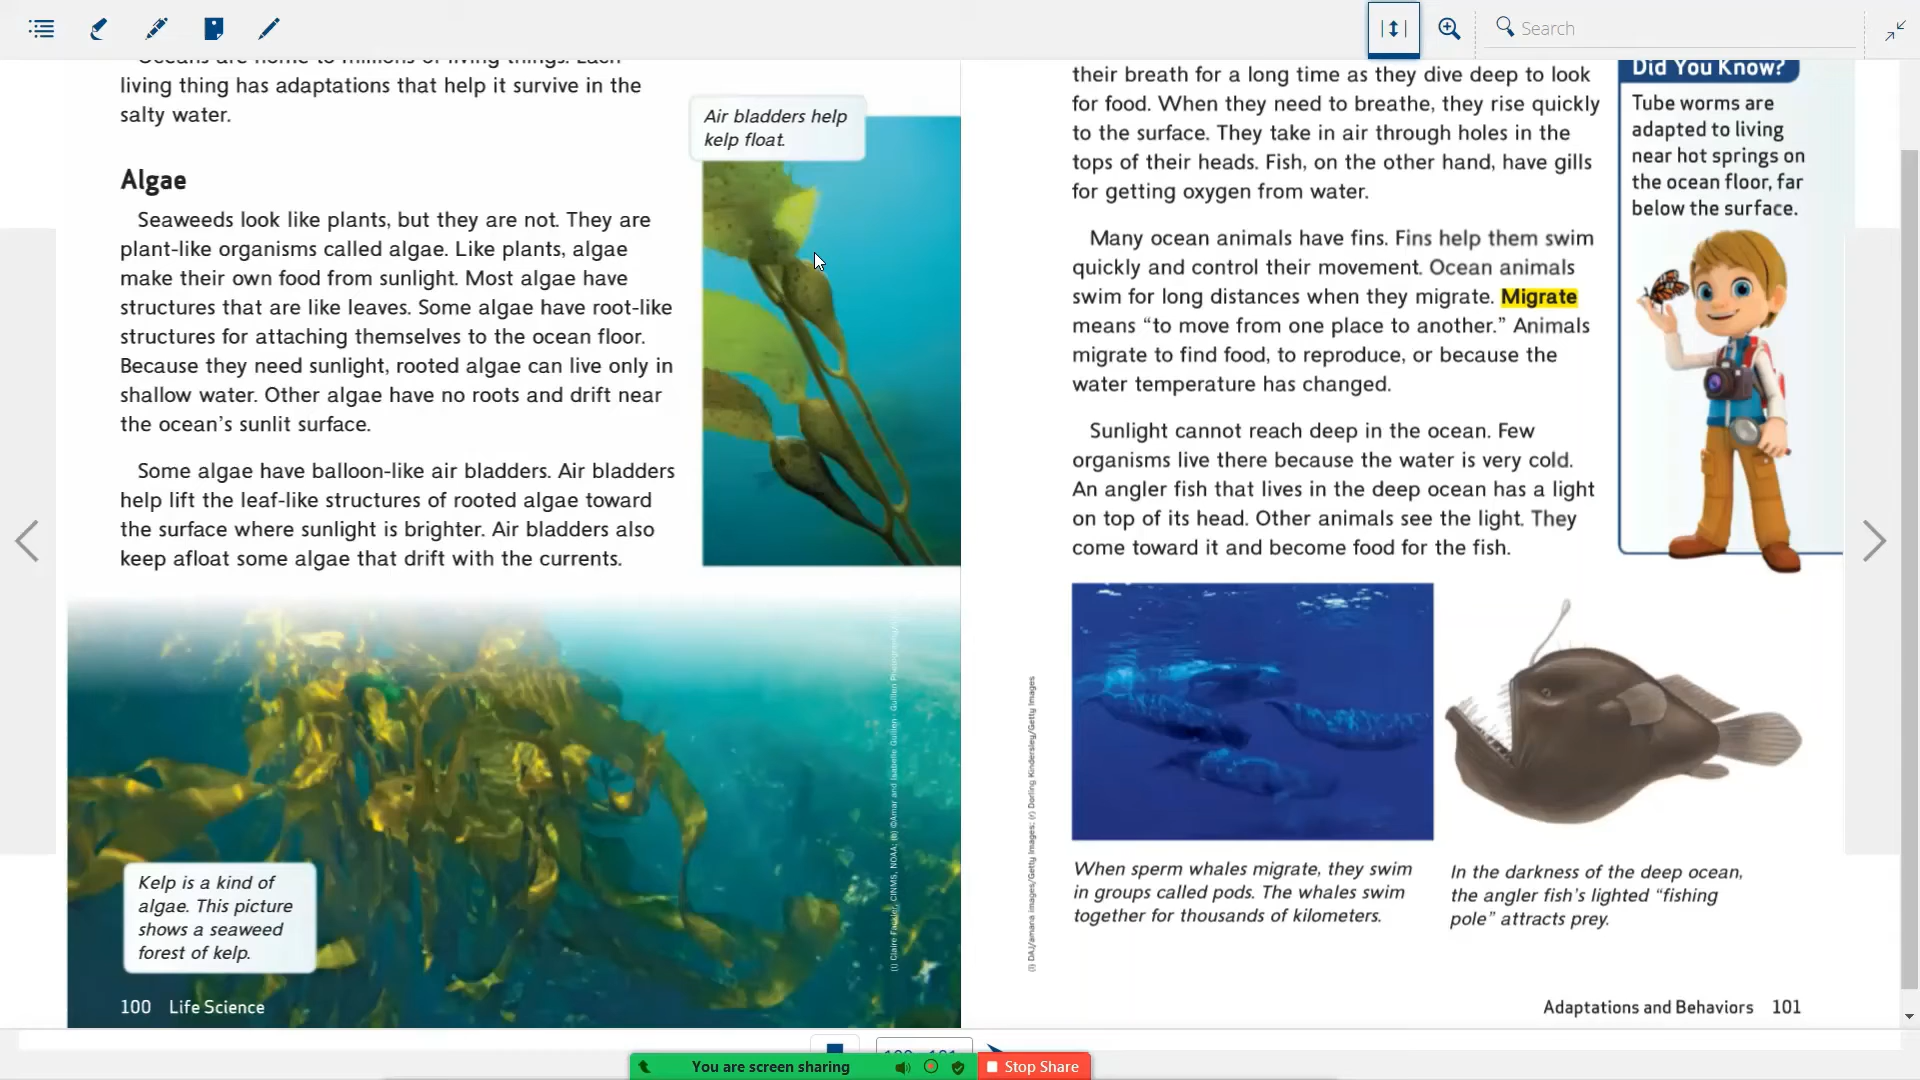 Search
Oceans are home to millions of living things. Each
living thing has adaptations that help it survive in the
salty water.
Air bladders help
kelp float.
Algae
Seaweeds look like plants, but they are not. They are
plant-like organisms called algae. Like plants, algae
make their own food from sunlight. Most algae have
structures that are like leaves. Some algae have root-like
structures for attaching themselves to the ocean floor.
Because they need sunlight, rooted algae can live only in
shallow water. Other algae have no roots and drift near
the ocean's sunlit surface.
Some algae have balloon-like air bladders. Air bladders
help lift the leaf-like structures of rooted algae toward
the surface where sunlight is brighter. Air bladders also
keep afloat some algae that drift with the currents.
Kelp is a kind of
algae. This picture
shows a seaweed
forest of kelp.
100 Life Science
their breath for a long time as they dive deep to look
for food. When they need to breathe, they rise quickly
to the surface. They take in air through holes in the
tops of their heads. Fish, on the other hand, have gills
for getting oxygen from water.
Many ocean animals have fins. Fins help them swim
quickly and control their movement. Ocean animals
swim for long distances when they migrate. Migrate
means “to move from one place to another.” Animals
migrate to find food, to reproduce, or because the
water temperature has changed.
Sunlight cannot reach deep in the ocean. Few
organisms live there because the water is very cold.
An angler fish that lives in the deep ocean has a light
on top of its head. Other animals see the light. They
come toward it and become food for the fish.
Did You Know?
Tube worms are
adapted to living
near hot springs on
the ocean floor, far
below the surface.
(l) DAJ/amana images/Getty Images; (r) Dorling Kindersley/Getty Images
When sperm whales migrate, they swim
in groups called pods. The whales swim
together for thousands of kilometers.
In the darkness of the deep ocean,
the angler fish's lighted “fishing
pole” attracts prey.
Adaptations and Behaviors 101
You are screen sharing
Stop Share